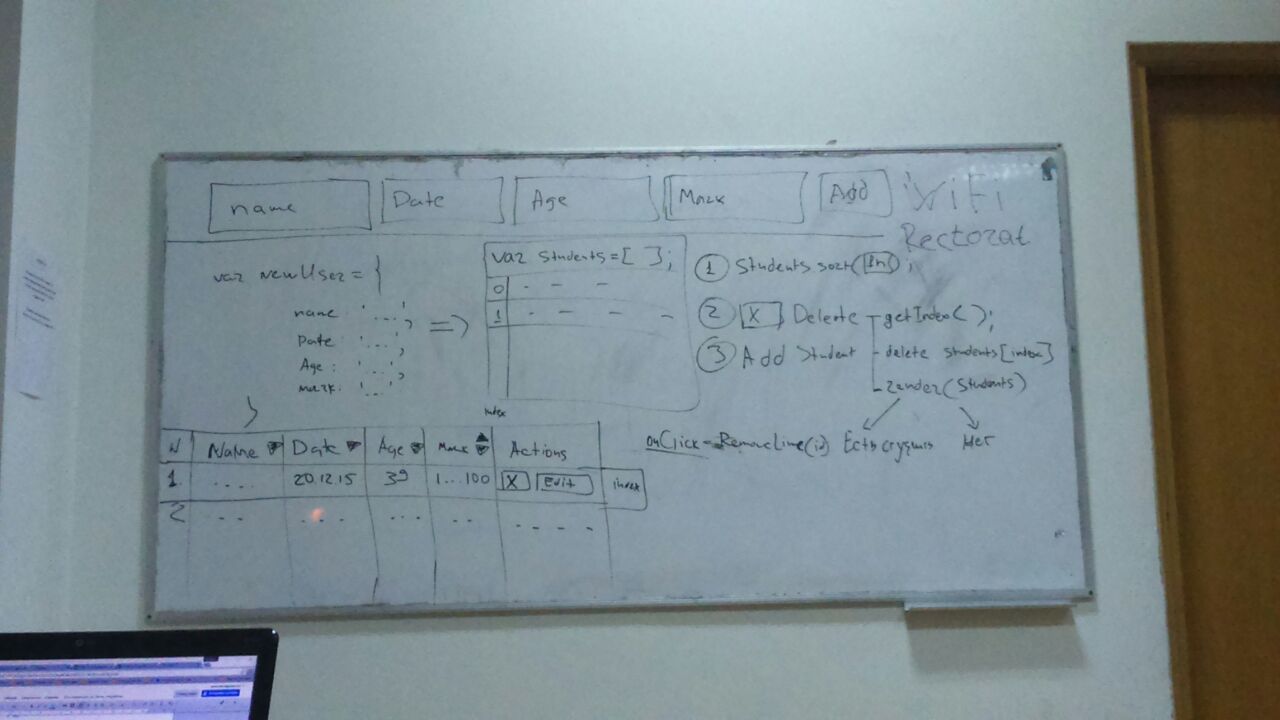 name Date Age Mark Add
WiFi
Rectorat
var newUser = {
name: '...',
Date: '...',
Age: '...',
mark: '...'
=>
var students = [ ];
0 - - -
1 - - - -
index
① Students.sort(fn);
② X Delete - getIndex( );
③ Add Student - delete students[index]
- render(students)
onClick = RemoveLine(i) Есть студент Нет
N Name Date Age Mark Actions
1. .... 20.12.15 39 1...100 X Edit index
2 .. .... ... .. - - - -